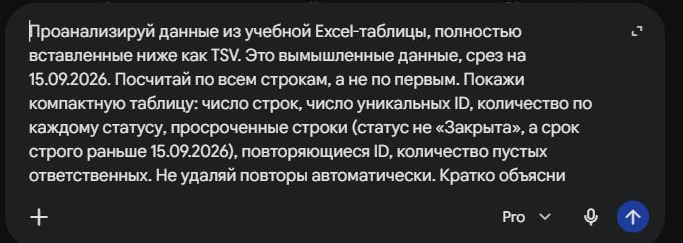 Проанализируй данные из учебной Excel-таблицы, полностью
вставленные ниже как TSV. Это вымышленные данные, срез на
15.09.2026. Посчитай по всем строкам, а не по первым. Покажи
компактную таблицу: число строк, число уникальных ID, количество по
каждому статусу, просроченные строки (статус не «Закрыта», а срок
строго раньше 15.09.2026), повторяющиеся ID, количество пустых
ответственных. Не удаляй повторы автоматически. Кратко объясни
Pro